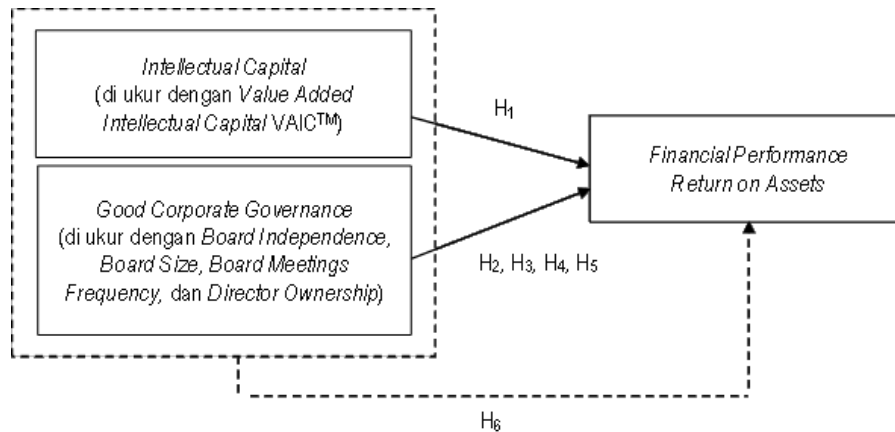 Intellectual Capital
(di ukur dengan Value Added
Intellectual Capital VAIC™)
H₁
Financial Performance
Return on Assets
Good Corporate Governance
(di ukur dengan Board Independence,
Board Size, Board Meetings
Frequency, dan Director Ownership)
H₂, H₃, H₄, H₅
H₆